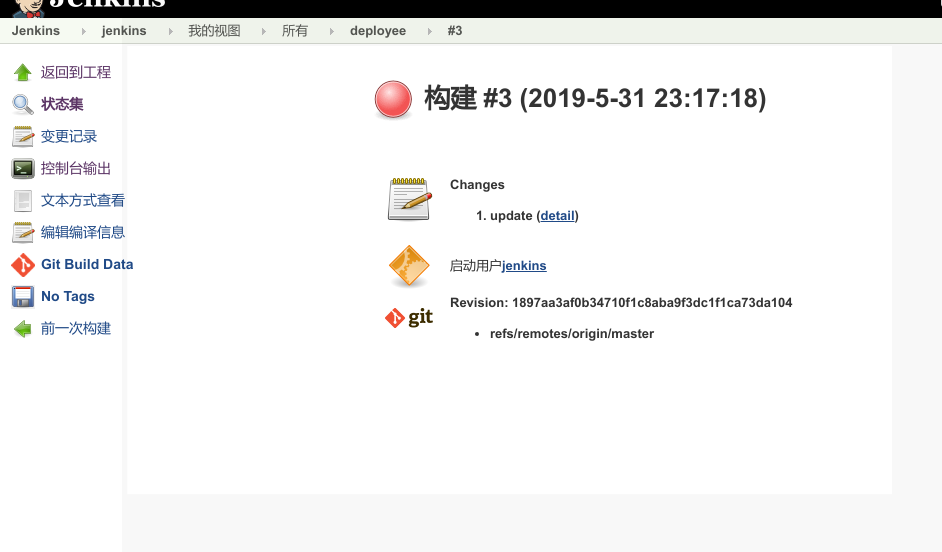 Jenkins
Jenkins jenkins 我的视图 所有 deployee #3
返回到工程
状态集
变更记录
控制台输出
文本方式查看
编辑编译信息
Git Build Data
No Tags
前一次构建
构建 #3 (2019-5-31 23:17:18)
Changes
1. update (detail)
启动用户jenkins
git
Revision: 1897aa3af0b34710f1c8aba9f3dc1f1ca73da104
• refs/remotes/origin/master